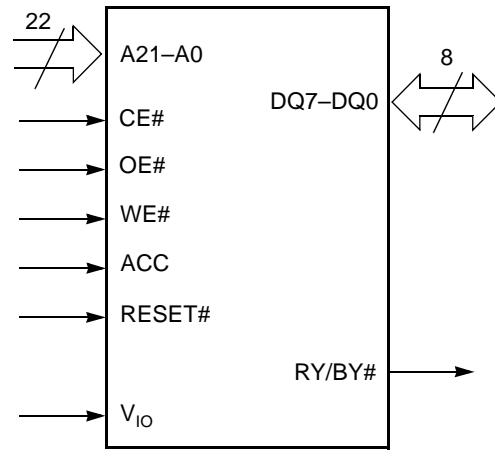 22
A21–A0
8
DQ7–DQ0
CE#
OE#
WE#
ACC
RESET#
RY/BY#
VIO